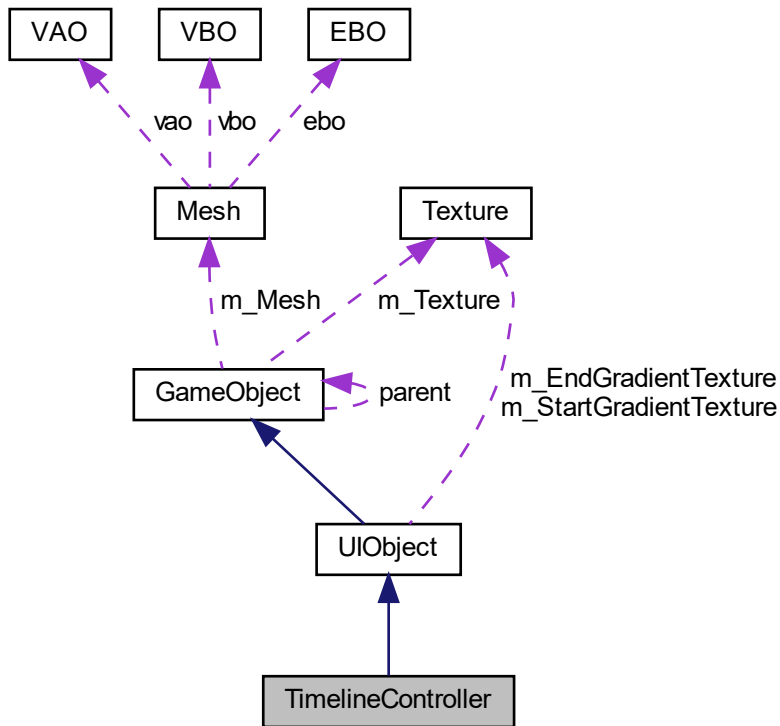 VAO
VBO
EBO
vao
vbo
ebo
Mesh
Texture
m_Mesh
m_Texture
GameObject
parent
m_EndGradientTexture
m_StartGradientTexture
UIObject
TimelineController